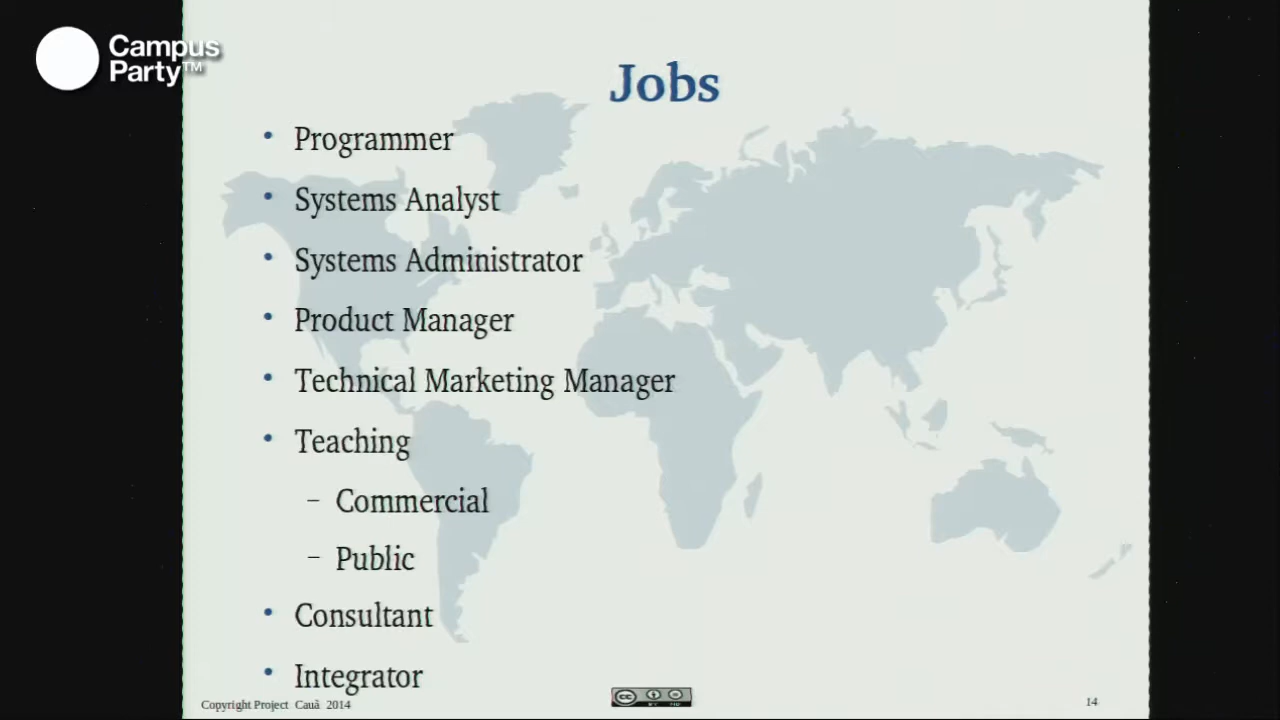 Campus
Party™
Jobs
• Programmer
• Systems Analyst
• Systems Administrator
• Product Manager
• Technical Marketing Manager
• Teaching
– Commercial
– Public
• Consultant
• Integrator
Copyright Project Cauã 2014
cc
14